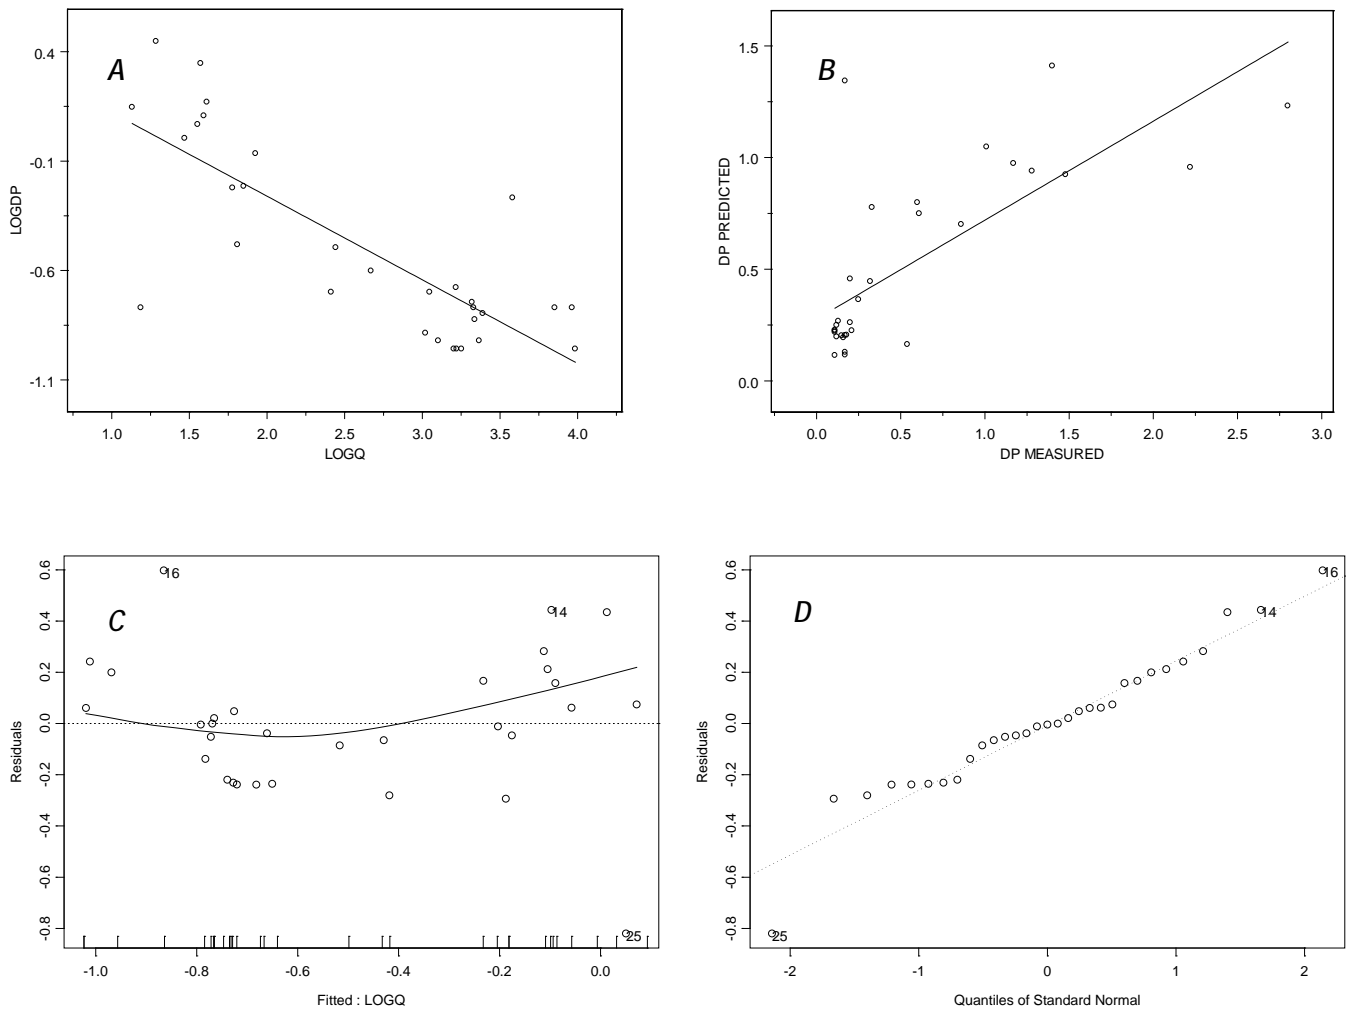 A
LOGDP
0.4
-0.1
-0.6
-1.1
1.0 1.5 2.0 2.5 3.0 3.5 4.0
LOGQ
B
DP PREDICTED
1.5
1.0
0.5
0.0
0.0 0.5 1.0 1.5 2.0 2.5 3.0
DP MEASURED
C
Residuals
0.6
0.4
0.2
0.0
-0.2
-0.4
-0.6
-0.8
16
14
25
-1.0 -0.8 -0.6 -0.4 -0.2 0.0
Fitted : LOGQ
D
Residuals
0.6
0.4
0.2
0.0
-0.2
-0.4
-0.6
-0.8
16
14
25
-2 -1 0 1 2
Quantiles of Standard Normal